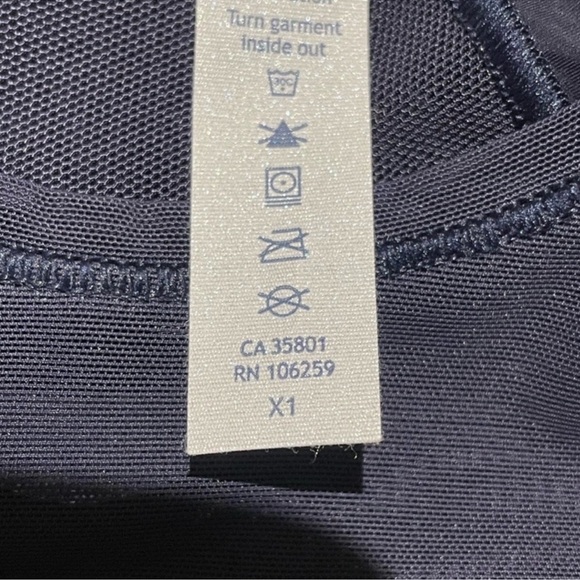 Turn garment
inside out
CA 35801
RN 106259
X1